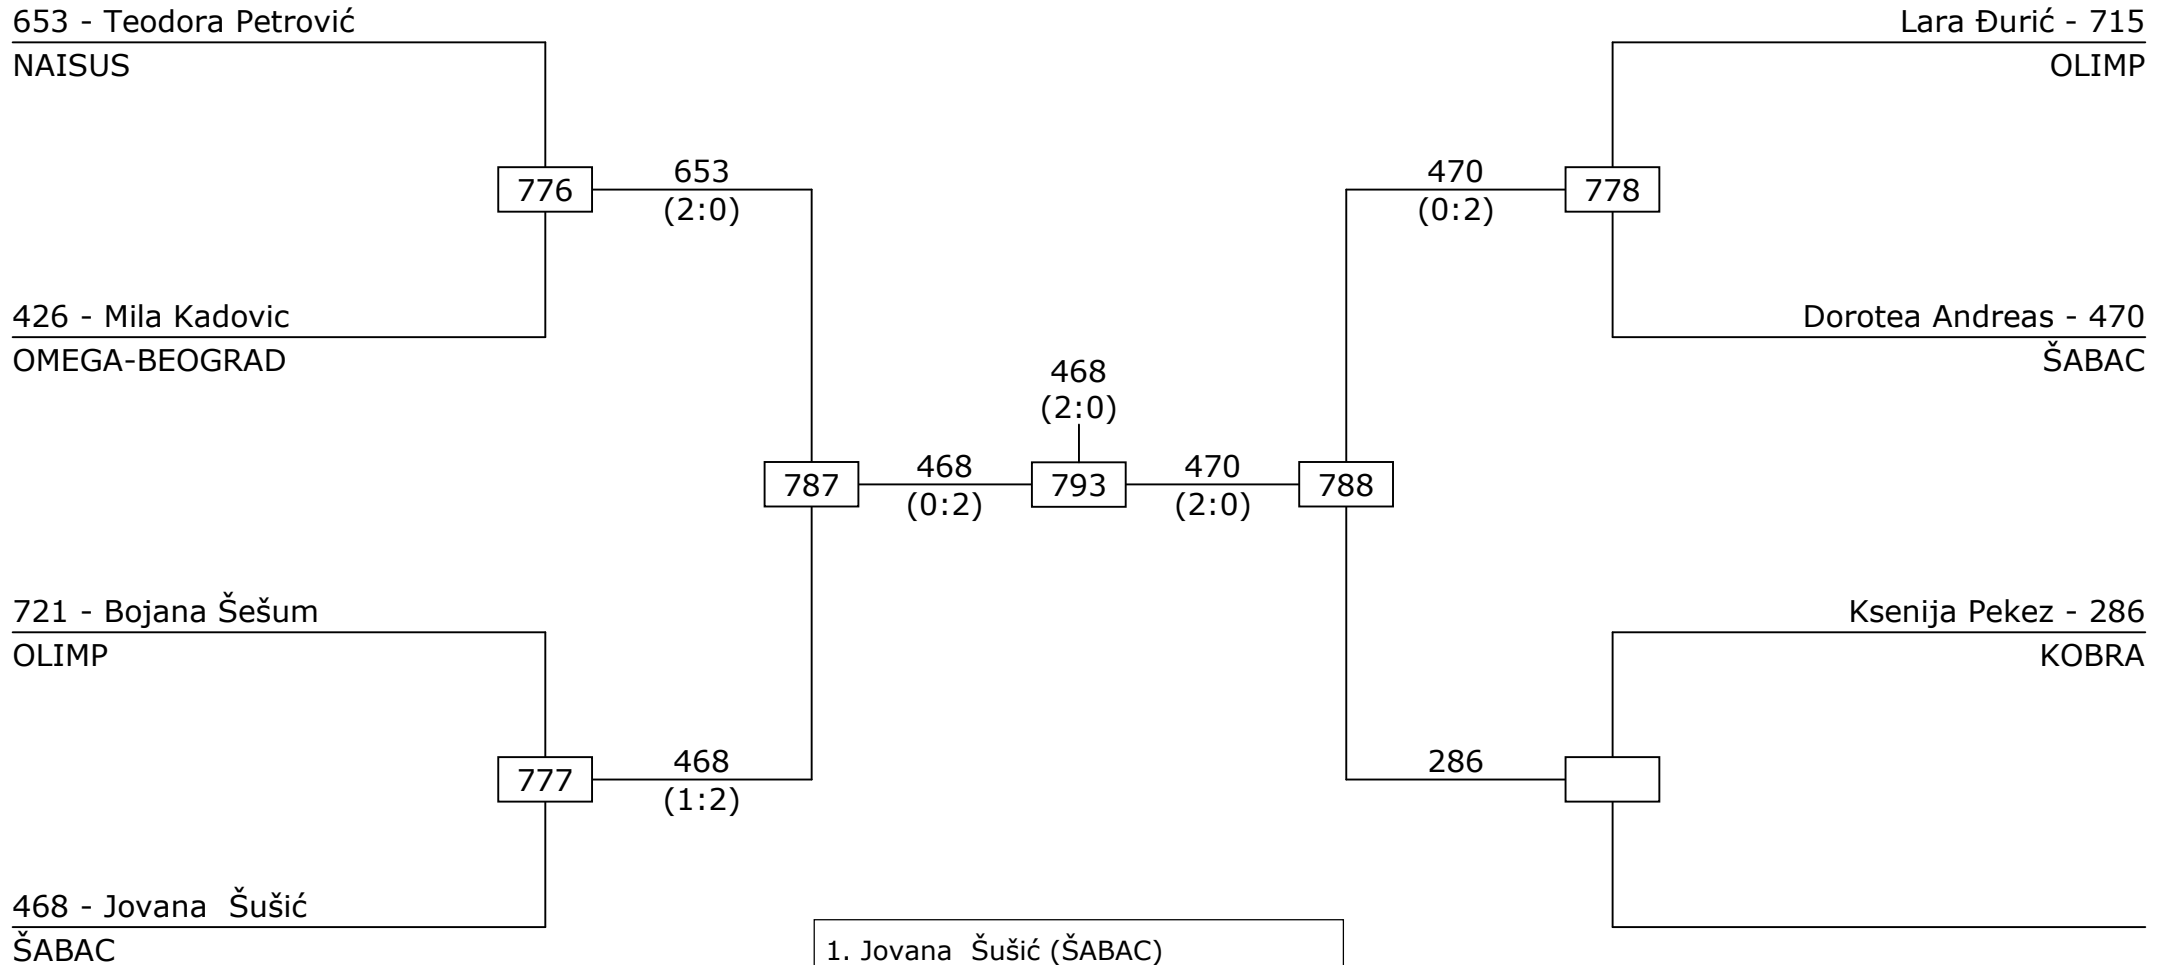 653 - Teodora Petrović
NAISUS
Lara Đurić - 715
OLIMP
776
653
(2:0)
470
(0:2)
778
426 - Mila Kadovic
OMEGA-BEOGRAD
Dorotea Andreas - 470
ŠABAC
468
(2:0)
787
468
(0:2)
793
470
(2:0)
788
721 - Bojana Šešum
OLIMP
Ksenija Pekez - 286
KOBRA
777
468
(1:2)
286
468 - Jovana  Šušić
ŠABAC
1. Jovana  Šušić (ŠABAC)